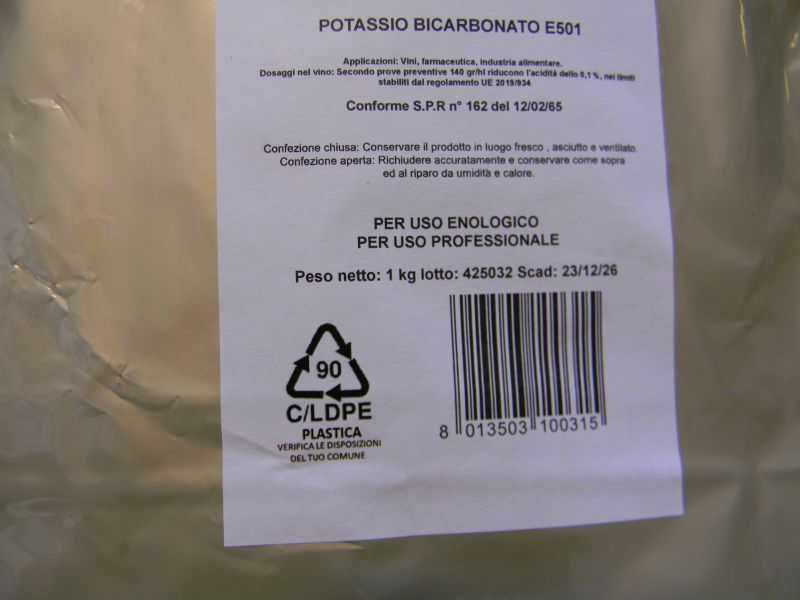 POTASSIO BICARBONATO E501
Applicazioni: Vini, farmaceutica, industria alimentare.
Dosaggi nel vino: Secondo prove preventive 140 gr/hl riducono l'acidità dello 0,1 %, nei limiti
stabiliti dal regolamento UE 2019/934
Conforme S.P.R n° 162 del 12/02/65
Confezione chiusa: Conservare il prodotto in luogo fresco , asciutto e ventilato.
Confezione aperta: Richiudere accuratamente e conservare come sopra
ed al riparo da umidità e calore.
PER USO ENOLOGICO
PER USO PROFESSIONALE
Peso netto: 1 kg lotto: 425032 Scad: 23/12/26
90
C/LDPE
PLASTICA
VERIFICA LE DISPOSIZIONI
DEL TUO COMUNE
8 013503 100315